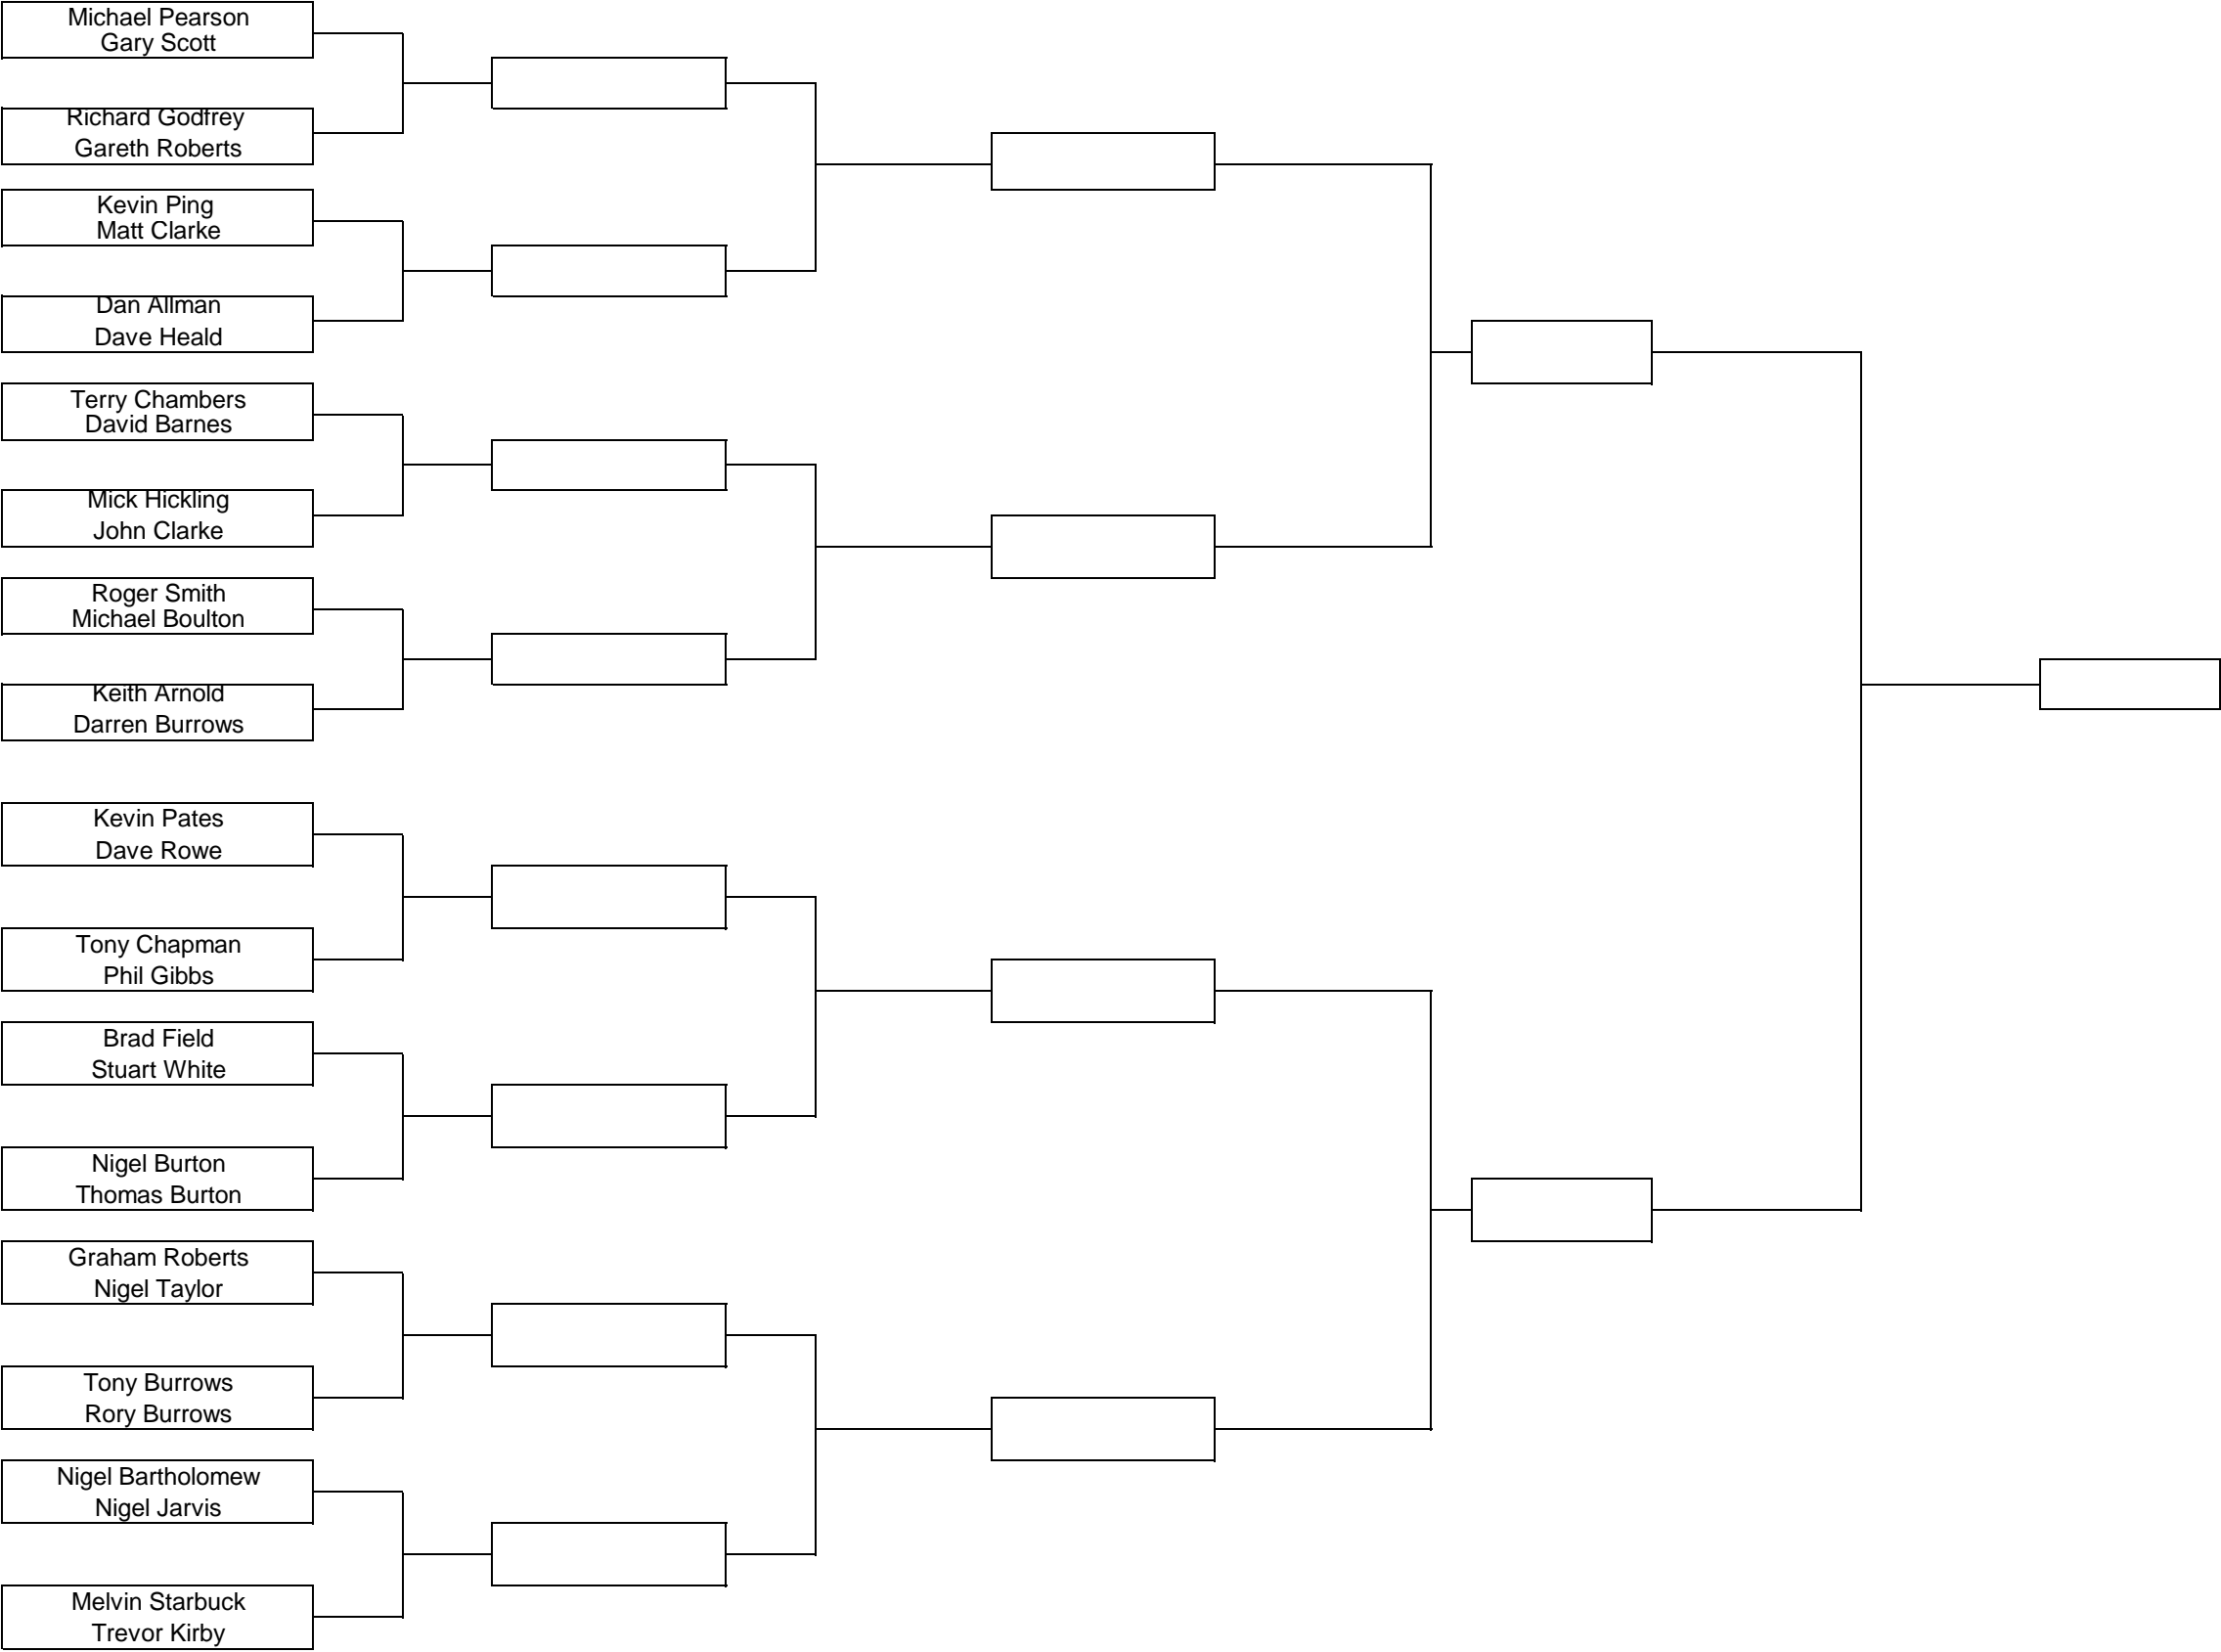 Michael Pearson
Gary Scott
Richard Godfrey
Gareth Roberts
Kevin Ping
Matt Clarke
Dan Allman
Dave Heald
Terry Chambers
David Barnes
Mick Hickling
John Clarke
Roger Smith
Michael Boulton
Keith Arnold
Darren Burrows
Kevin Pates
Dave Rowe
Tony Chapman
Phil Gibbs
Brad Field
Stuart White
Nigel Burton
Thomas Burton
Graham Roberts
Nigel Taylor
Tony Burrows
Rory Burrows
Nigel Bartholomew
Nigel Jarvis
Melvin Starbuck
Trevor Kirby